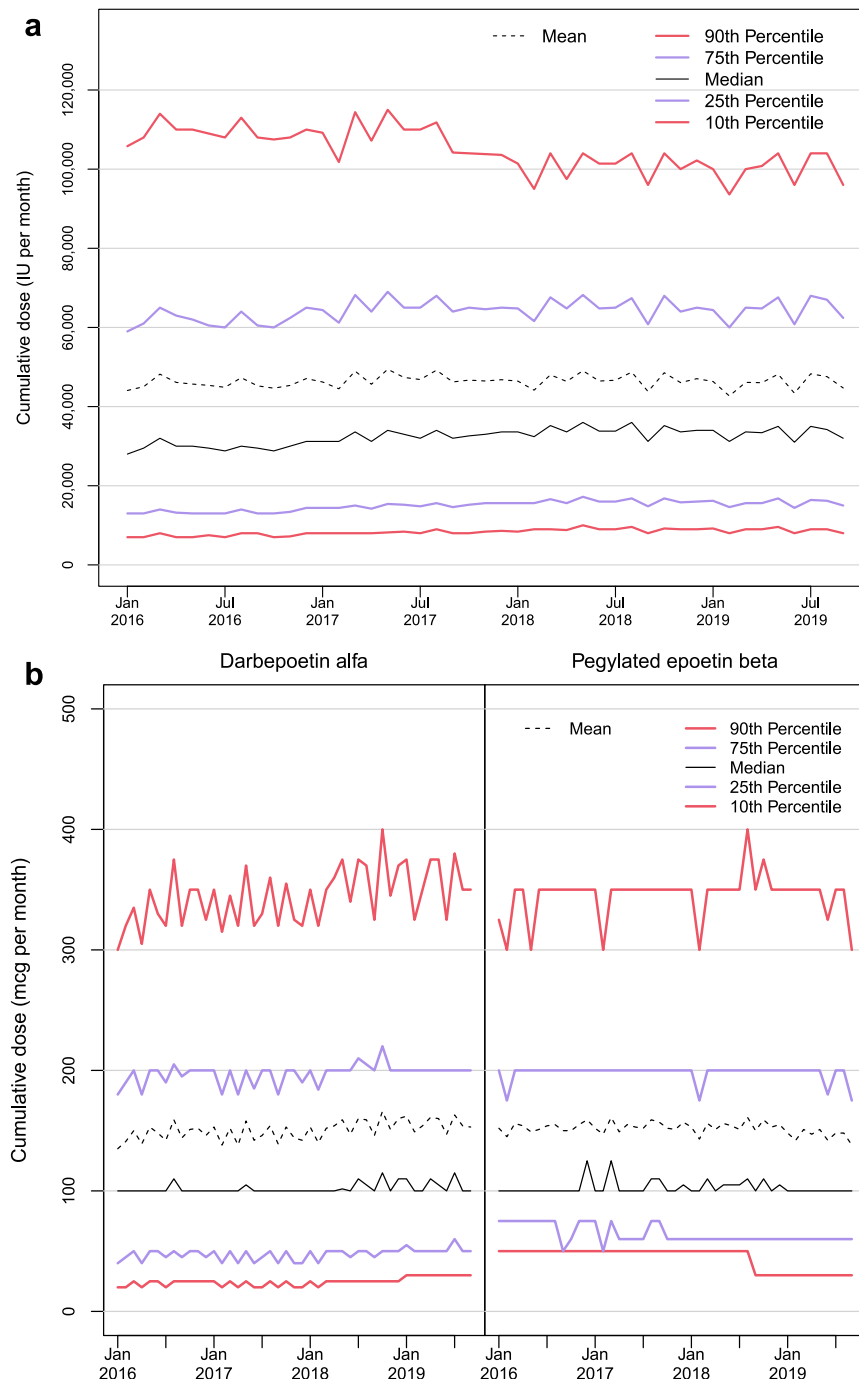 a
Mean
90th Percentile
75th Percentile
Median
25th Percentile
10th Percentile
Cumulative dose (IU per month)
120,000
100,000
80,000
60,000
40,000
20,000
0
Jan 2016
Jul 2016
Jan 2017
Jul 2017
Jan 2018
Jul 2018
Jan 2019
Jul 2019
b
Darbepoetin alfa
Pegylated epoetin beta
Mean
90th Percentile
75th Percentile
Median
25th Percentile
10th Percentile
Cumulative dose (mcg per month)
500
400
300
200
100
0
Jan 2016
Jan 2017
Jan 2018
Jan 2019
Jan 2016
Jan 2017
Jan 2018
Jan 2019